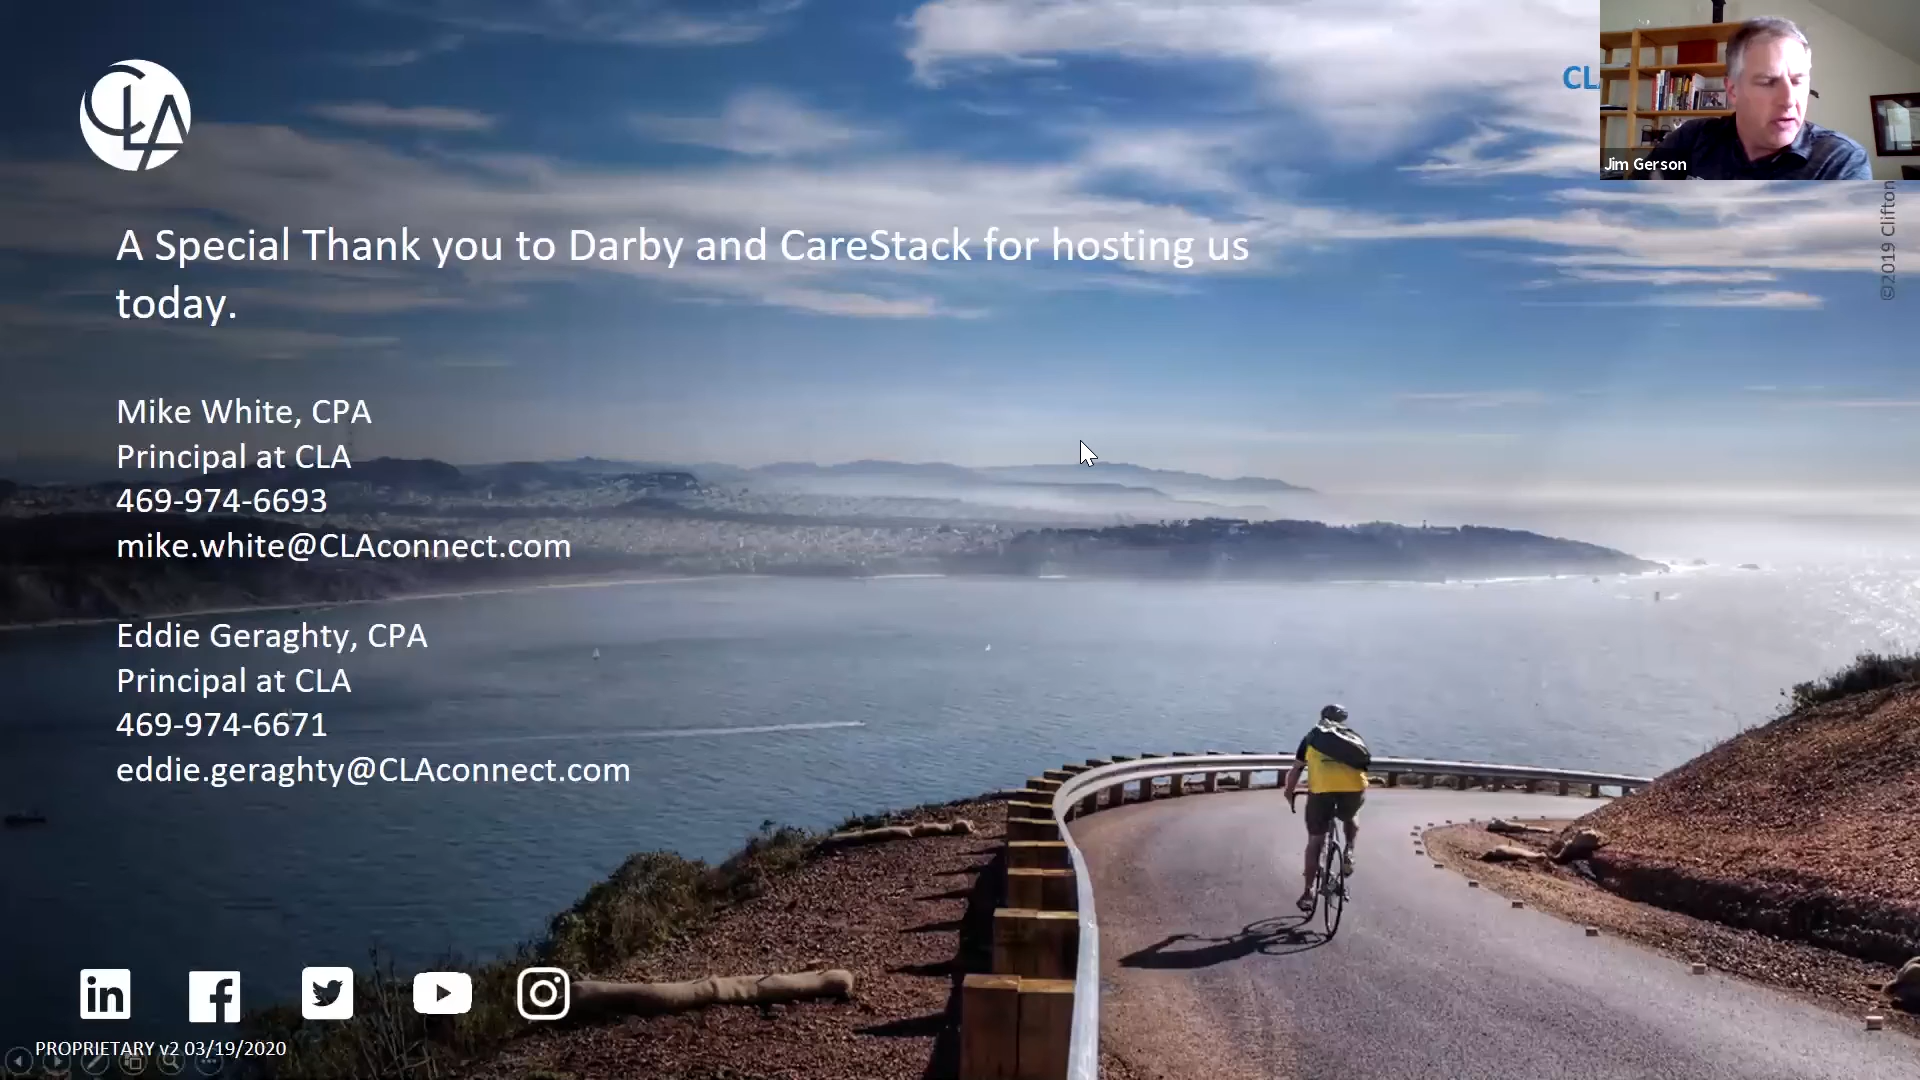 CLA
CL
Jim Gerson
©2019 Clifton
A Special Thank you to Darby and CareStack for hosting us
today.
Mike White, CPA
Principal at CLA
469-974-6693
mike.white@CLAconnect.com
Eddie Geraghty, CPA
Principal at CLA
469-974-6671
eddie.geraghty@CLAconnect.com
in
f
PROPRIETARY v2 03/19/2020